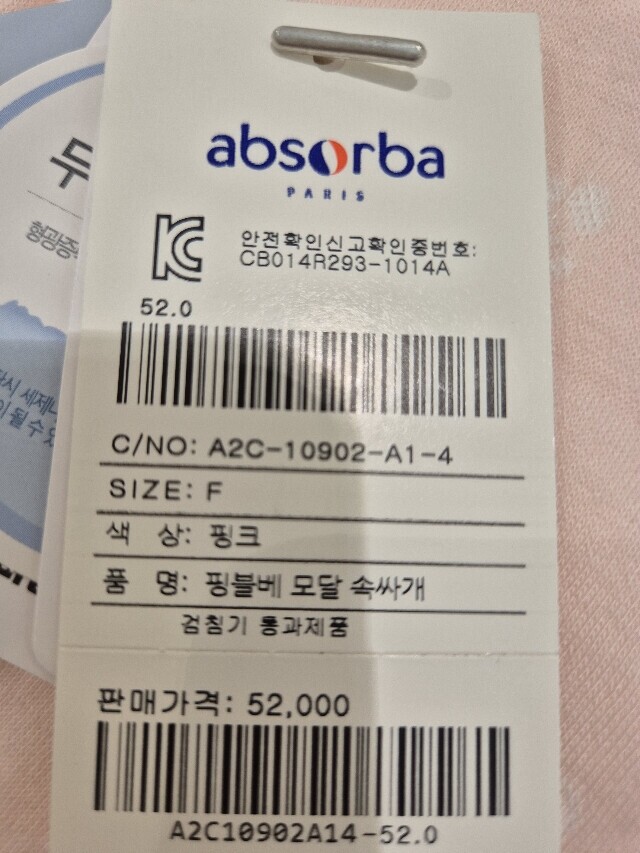 absorba
PARIS
안전확인신고확인증번호:
CB014R293-1014A
52.0
C/NO: A2C-10902-A1-4
SIZE: F
색 상: 핑크
품 명: 핑블베 모달 속싸개
검침기 통과제품
판매가격: 52,000
A2C10902A14-52.0